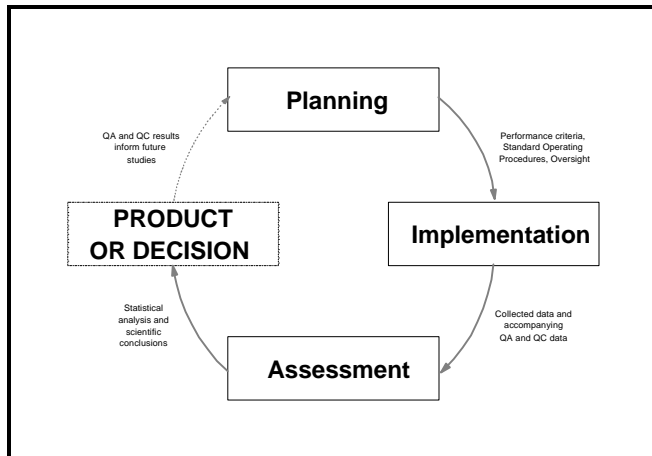 Planning
QA and QC results
inform future
studies
Performance criteria,
Standard Operating
Procedures, Oversight
PRODUCT
OR DECISION
Implementation
Statistical
analysis and
scientific
conclusions
Collected data and
accompanying
QA and QC data
Assessment